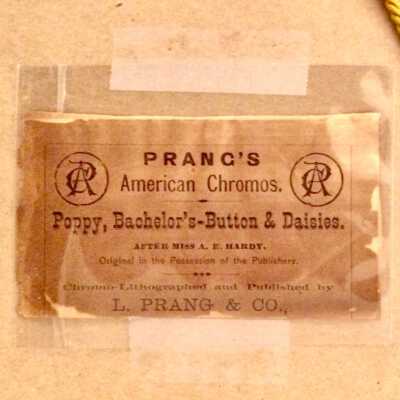 PRANG'S
American Chromos.
Poppy, Bachelor's-Button & Daisies.
AFTER MISS A. E. HARDY.
Original in the Possession of the Publishers.
Chromo-Lithographed and Published by
L. PRANG & CO.,